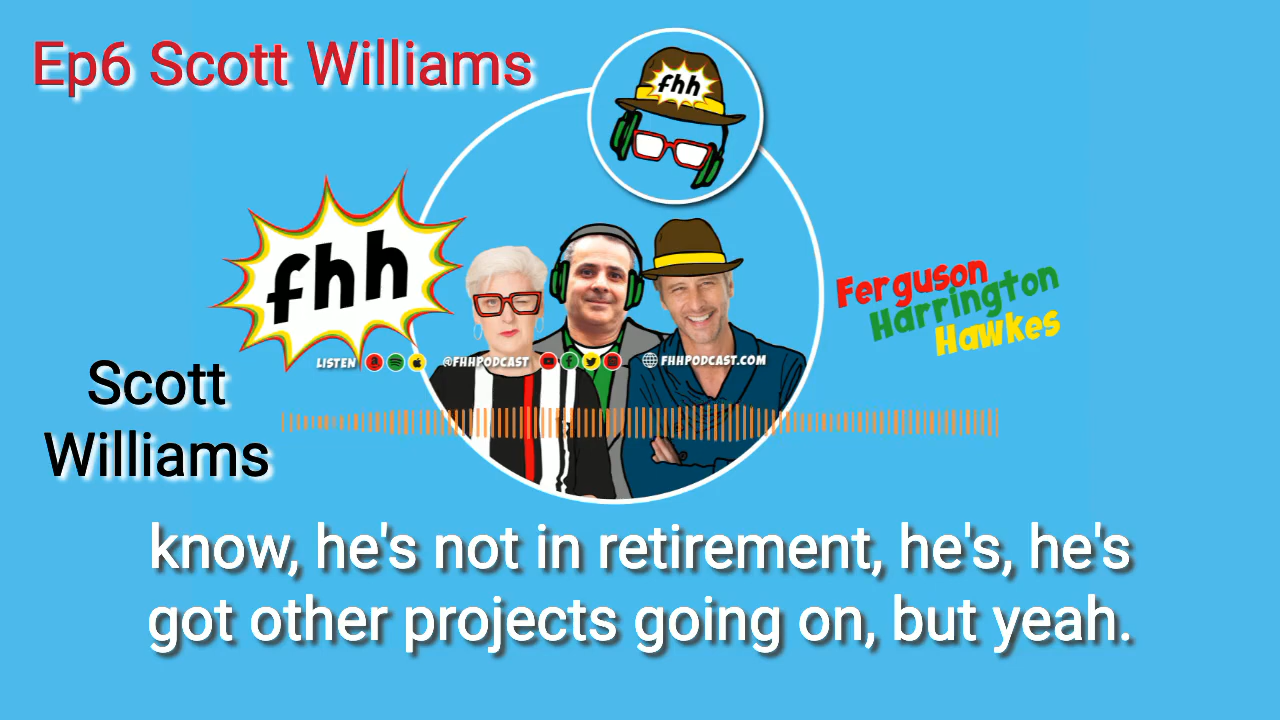 Ep6 Scott Williams
fhh
fhh
Ferguson
Harrington
Hawkes
LISTEN @FHHPODCAST FHHPODCAST.COM
Scott
Williams
know, he's not in retirement, he's, he's
got other projects going on, but yeah.